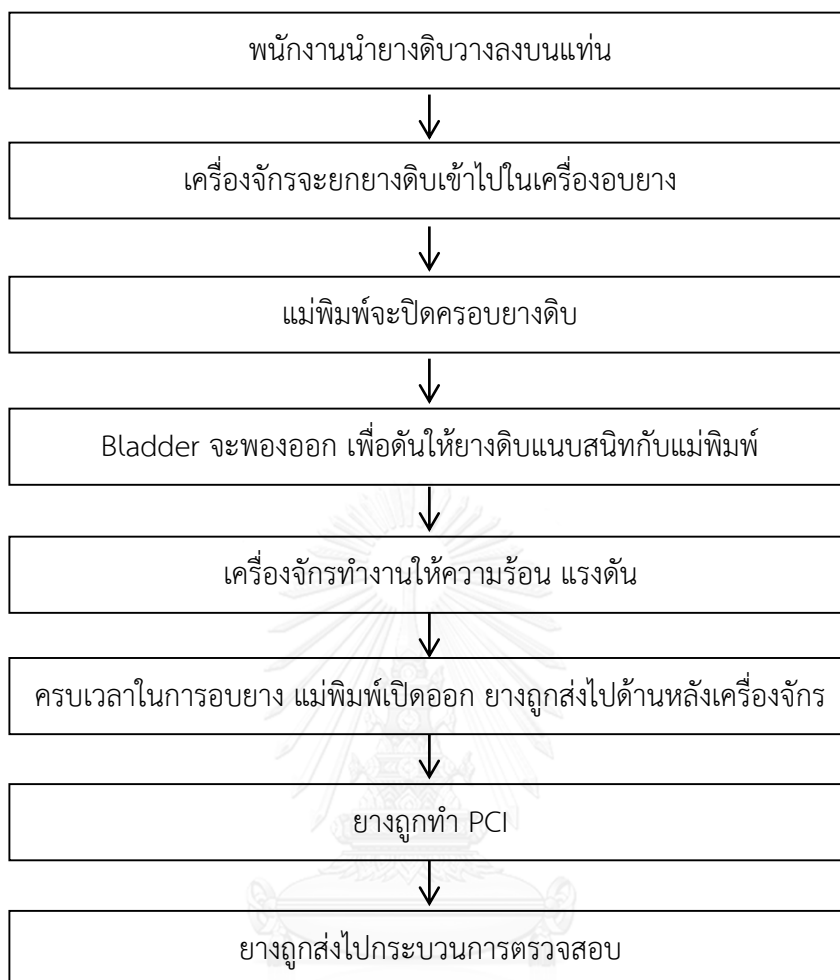 พนักงานนำยางดิบวางลงบนแท่น
เครื่องจักรจะยกยางดิบเข้าไปในเครื่องอบยาง
แม่พิมพ์จะปิดครอบยางดิบ
Bladder จะพองออก เพื่อดันให้ยางดิบแนบสนิทกับแม่พิมพ์
เครื่องจักรทำงานให้ความร้อน แรงดัน
ครบเวลาในการอบยาง แม่พิมพ์เปิดออก ยางถูกส่งไปด้านหลังเครื่องจักร
ยางถูกทำ PCI
ยางถูกส่งไปกระบวนการตรวจสอบ